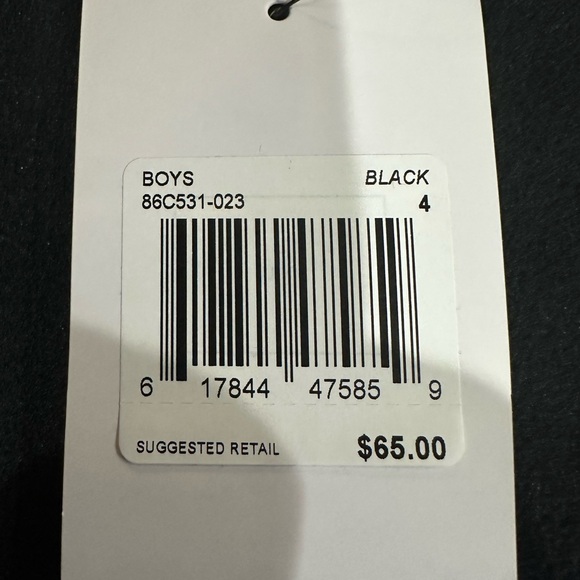 BOYS BLACK
86C531-023 4
6 17844 47585 9
SUGGESTED RETAIL $65.00